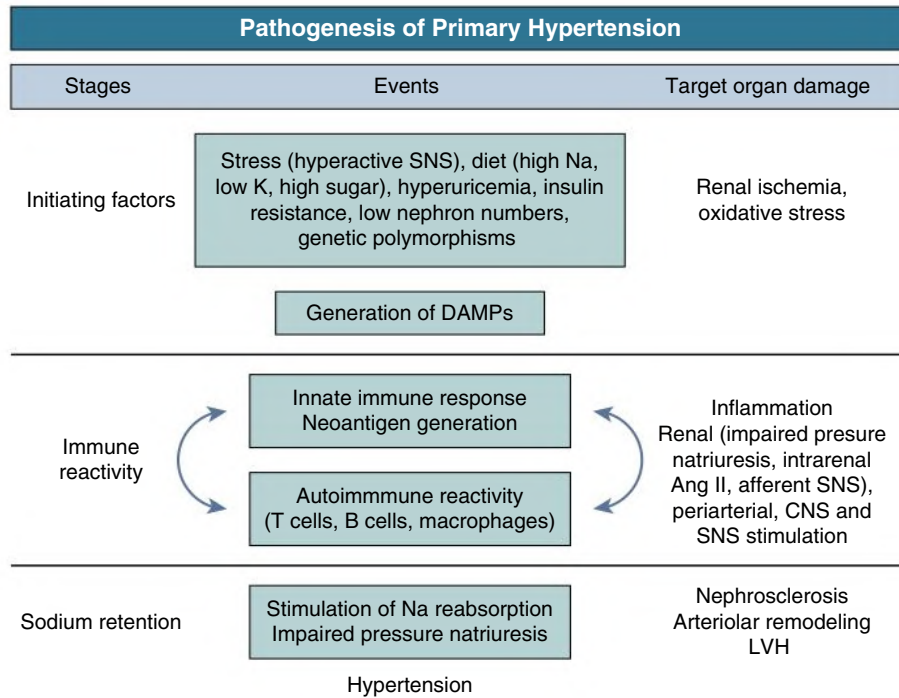 Pathogenesis of Primary Hypertension
Stages
Events
Target organ damage
Initiating factors
Stress (hyperactive SNS), diet (high Na,
low K, high sugar), hyperuricemia, insulin
resistance, low nephron numbers,
genetic polymorphisms
Renal ischemia,
oxidative stress
Generation of DAMPs
Immune
reactivity
Innate immune response
Neoantigen generation
Autoimmmune reactivity
(T cells, B cells, macrophages)
Inflammation
Renal (impaired presure
natriuresis, intrarenal
Ang II, afferent SNS),
periarterial, CNS and
SNS stimulation
Sodium retention
Stimulation of Na reabsorption
Impaired pressure natriuresis
Nephrosclerosis
Arteriolar remodeling
LVH
Hypertension